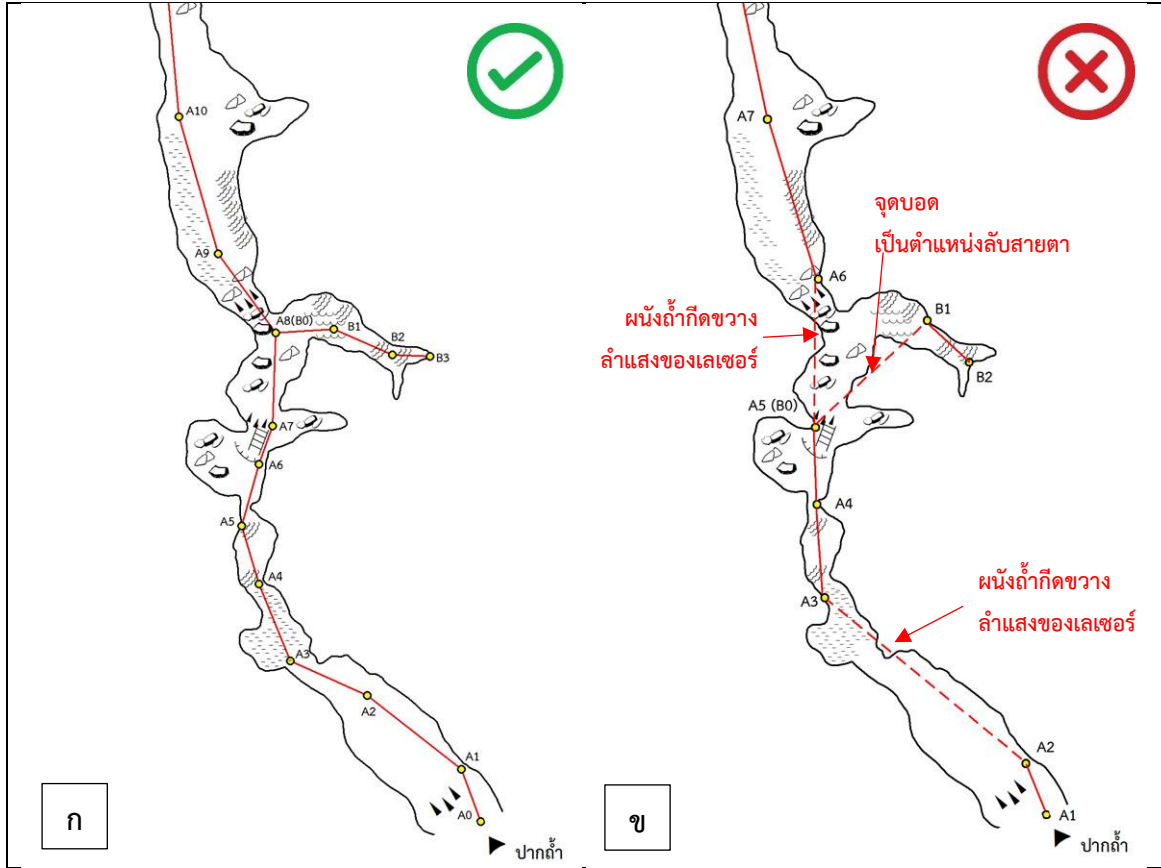 A10
A9
A8(B0)
B1
B2
B3
A7
A6
A5
A4
A3
A2
A1
A0
ปากถ้ำ
ก
A7
จุดบอด
เป็นตำแหน่งลับสายตา
A6
ผนังถ้ำกีดขวาง
ลำแสงของเลเซอร์
B1
B2
A5 (B0)
A4
A3
ผนังถ้ำกีดขวาง
ลำแสงของเลเซอร์
A2
A1
ปากถ้ำ
ข